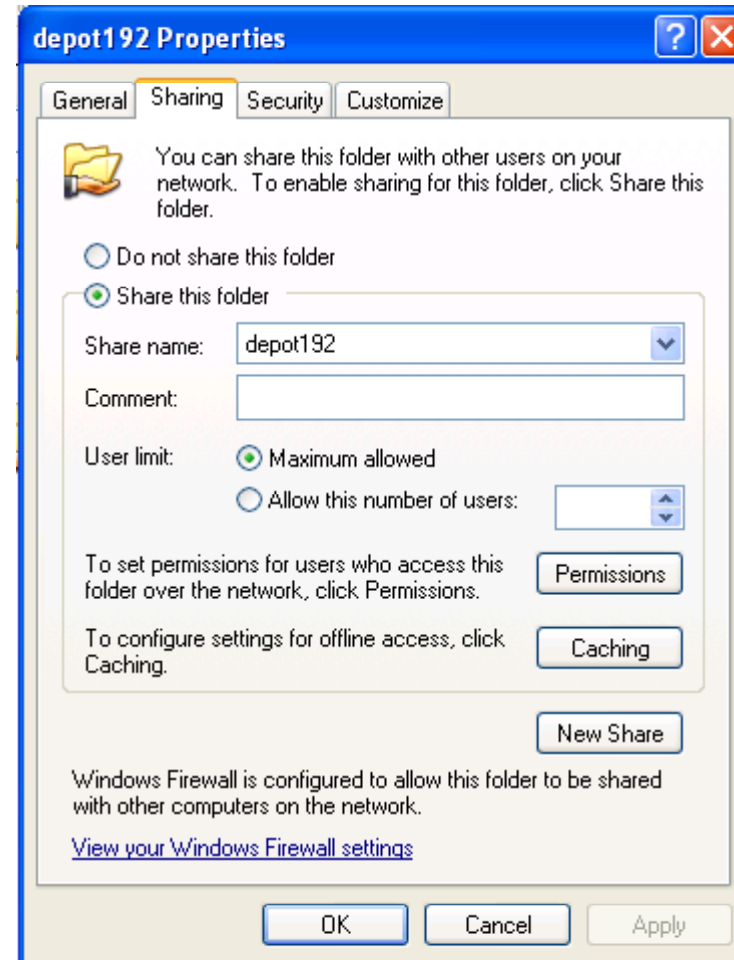 depot192 Properties
General Sharing Security Customize
You can share this folder with other users on your
network. To enable sharing for this folder, click Share this
folder.
Do not share this folder
Share this folder
Share name: depot192
Comment:
User limit: Maximum allowed
Allow this number of users:
To set permissions for users who access this
folder over the network, click Permissions.
Permissions
To configure settings for offline access, click
Caching.
Caching
New Share
Windows Firewall is configured to allow this folder to be shared
with other computers on the network.
View your Windows Firewall settings
OK Cancel Apply